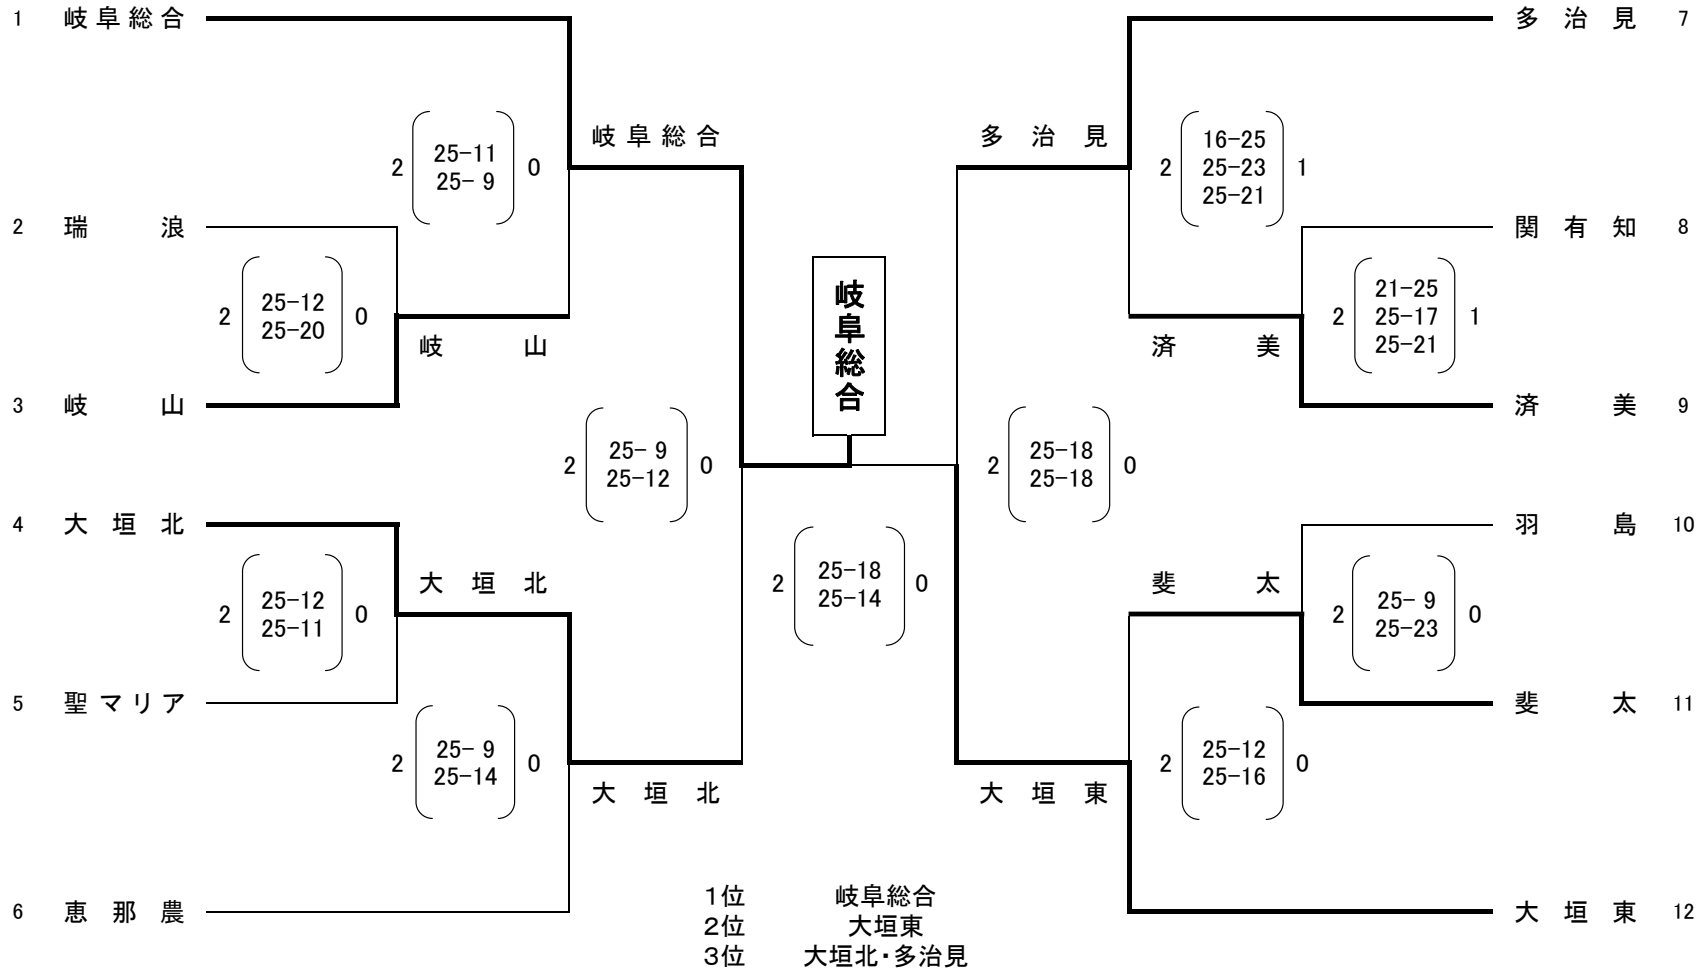 1 岐阜総合
多治見 7
岐阜総合
多治見
2 25-11 0
25- 9
2 16-25 1
25-23
25-21
2 瑞浪
関有知 8
2 25-12 0
25-20
岐山
岐阜総合
済美
2 21-25 1
25-17
25-21
3 岐山
済美 9
2 25- 9 0
25-12
2 25-18 0
25-18
4 大垣北
羽島 10
大垣北
斐太
2 25-12 0
25-11
2 25-18 0
25-14
2 25- 9 0
25-23
5 聖マリア
斐太 11
2 25- 9 0
25-14
2 25-12 0
25-16
大垣北
大垣東
6 恵那農
大垣東 12
1位 岐阜総合
2位 大垣東
3位 大垣北・多治見